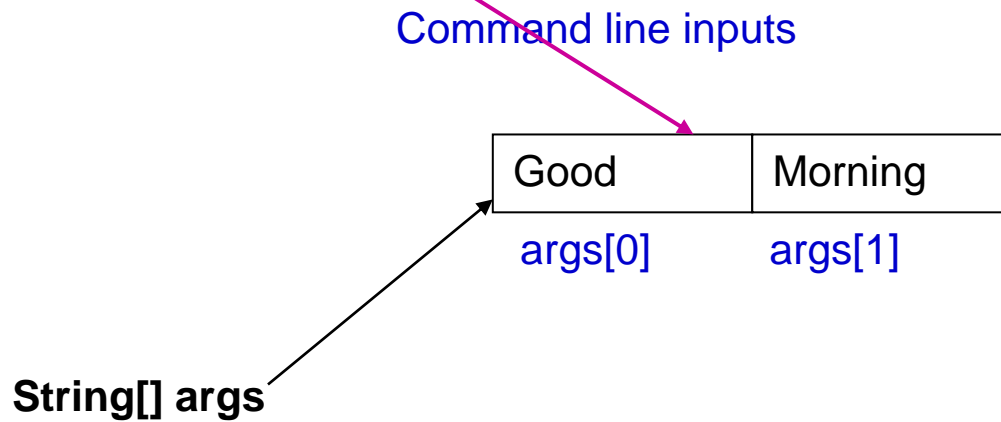 Command line inputs
Good Morning
args[0] args[1]
String[] args